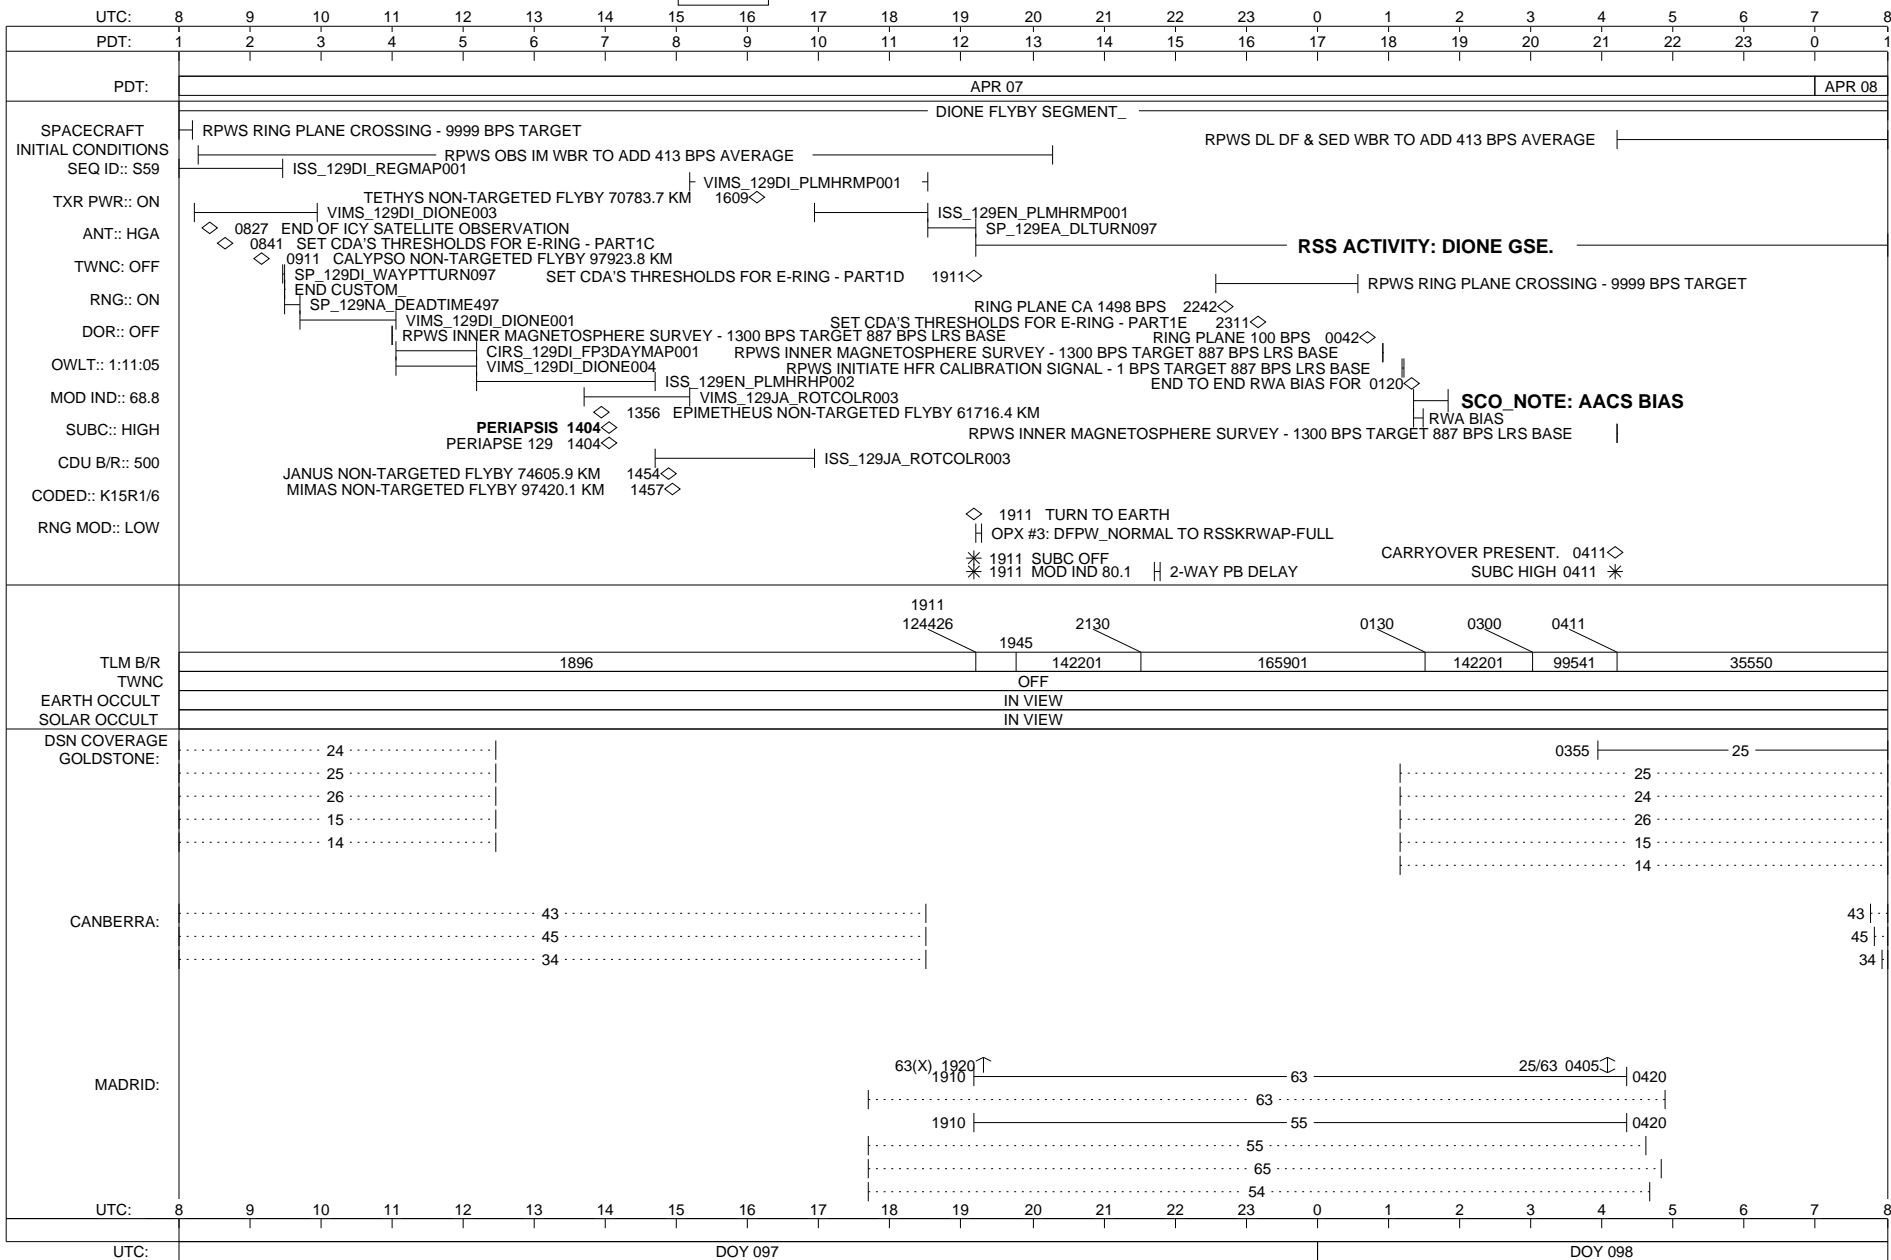 UTC: 8 9 10 11 12 13 14 15 16 17 18 19 20 21 22 23 0 1 2 3 4 5 6 7 8
PDT: 1 2 3 4 5 6 7 8 9 10 11 12 13 14 15 16 17 18 19 20 21 22 23 0 1
PDT: APR 07 APR 08
DIONE FLYBY SEGMENT_
SPACECRAFT
INITIAL CONDITIONS
RPWS RING PLANE CROSSING - 9999 BPS TARGET
RPWS DL DF & SED WBR TO ADD 413 BPS AVERAGE
RPWS OBS IM WBR TO ADD 413 BPS AVERAGE
SEQ ID:: S59
ISS_129DI_REGMAP001
VIMS_129DI_PLMHRMP001
TETHYS NON-TARGETED FLYBY 70783.7 KM 1609
TXR PWR:: ON
VIMS_129DI_DIONE003
ISS_129EN_PLMHRMP001
0827 END OF ICY SATELLITE OBSERVATION
SP_129EA_DLTURN097
ANT:: HGA
0841 SET CDA'S THRESHOLDS FOR E-RING - PART1C
RSS ACTIVITY: DIONE GSE.
0911 CALYPSO NON-TARGETED FLYBY 97923.8 KM
TWNC: OFF
SP_129DI_WAYPTTURN097
SET CDA'S THRESHOLDS FOR E-RING - PART1D 1911
RPWS RING PLANE CROSSING - 9999 BPS TARGET
END CUSTOM_
RNG:: ON
SP_129NA_DEADTIME497
RING PLANE CA 1498 BPS 2242
VIMS_129DI_DIONE001
SET CDA'S THRESHOLDS FOR E-RING - PART1E 2311
DOR:: OFF
RPWS INNER MAGNETOSPHERE SURVEY - 1300 BPS TARGET 887 BPS LRS BASE
RING PLANE 100 BPS 0042
CIRS_129DI_FP3DAYMAP001
RPWS INNER MAGNETOSPHERE SURVEY - 1300 BPS TARGET 887 BPS LRS BASE
OWLT:: 1:11:05
VIMS_129DI_DIONE004
RPWS INITIATE HFR CALIBRATION SIGNAL - 1 BPS TARGET 887 BPS LRS BASE
ISS_129EN_PLMHRHP002
END TO END RWA BIAS FOR 0120
MOD IND:: 68.8
VIMS_129JA_ROTCOLR003
SCO_NOTE: AACS BIAS
1356 EPIMETHEUS NON-TARGETED FLYBY 61716.4 KM
RWA BIAS
SUBC:: HIGH
PERIAPSIS 1404
RPWS INNER MAGNETOSPHERE SURVEY - 1300 BPS TARGET 887 BPS LRS BASE
PERIAPSE 129 1404
CDU B/R:: 500
ISS_129JA_ROTCOLR003
JANUS NON-TARGETED FLYBY 74605.9 KM 1454
MIMAS NON-TARGETED FLYBY 97420.1 KM 1457
CODED:: K15R1/6
1911 TURN TO EARTH
RNG MOD:: LOW
OPX #3: DFPW_NORMAL TO RSSKRWAP-FULL
1911 SUBC OFF
CARRYOVER PRESENT. 0411
1911 MOD IND 80.1
2-WAY PB DELAY
SUBC HIGH 0411
1911
124426 2130 0130 0300 0411
1945
TLM B/R 1896 142201 165901 142201 99541 35550
TWNC OFF
EARTH OCCULT IN VIEW
SOLAR OCCULT IN VIEW
DSN COVERAGE
GOLDSTONE:
24 0355 25
25 25
26 24
15 26
14 15
14
CANBERRA:
43 43
45 45
34 34
MADRID:
63(X) 1920 25/63 0405
1910 63 0420
63
1910 55 0420
55
65
54
UTC: 8 9 10 11 12 13 14 15 16 17 18 19 20 21 22 23 0 1 2 3 4 5 6 7 8
UTC: DOY 097 DOY 098